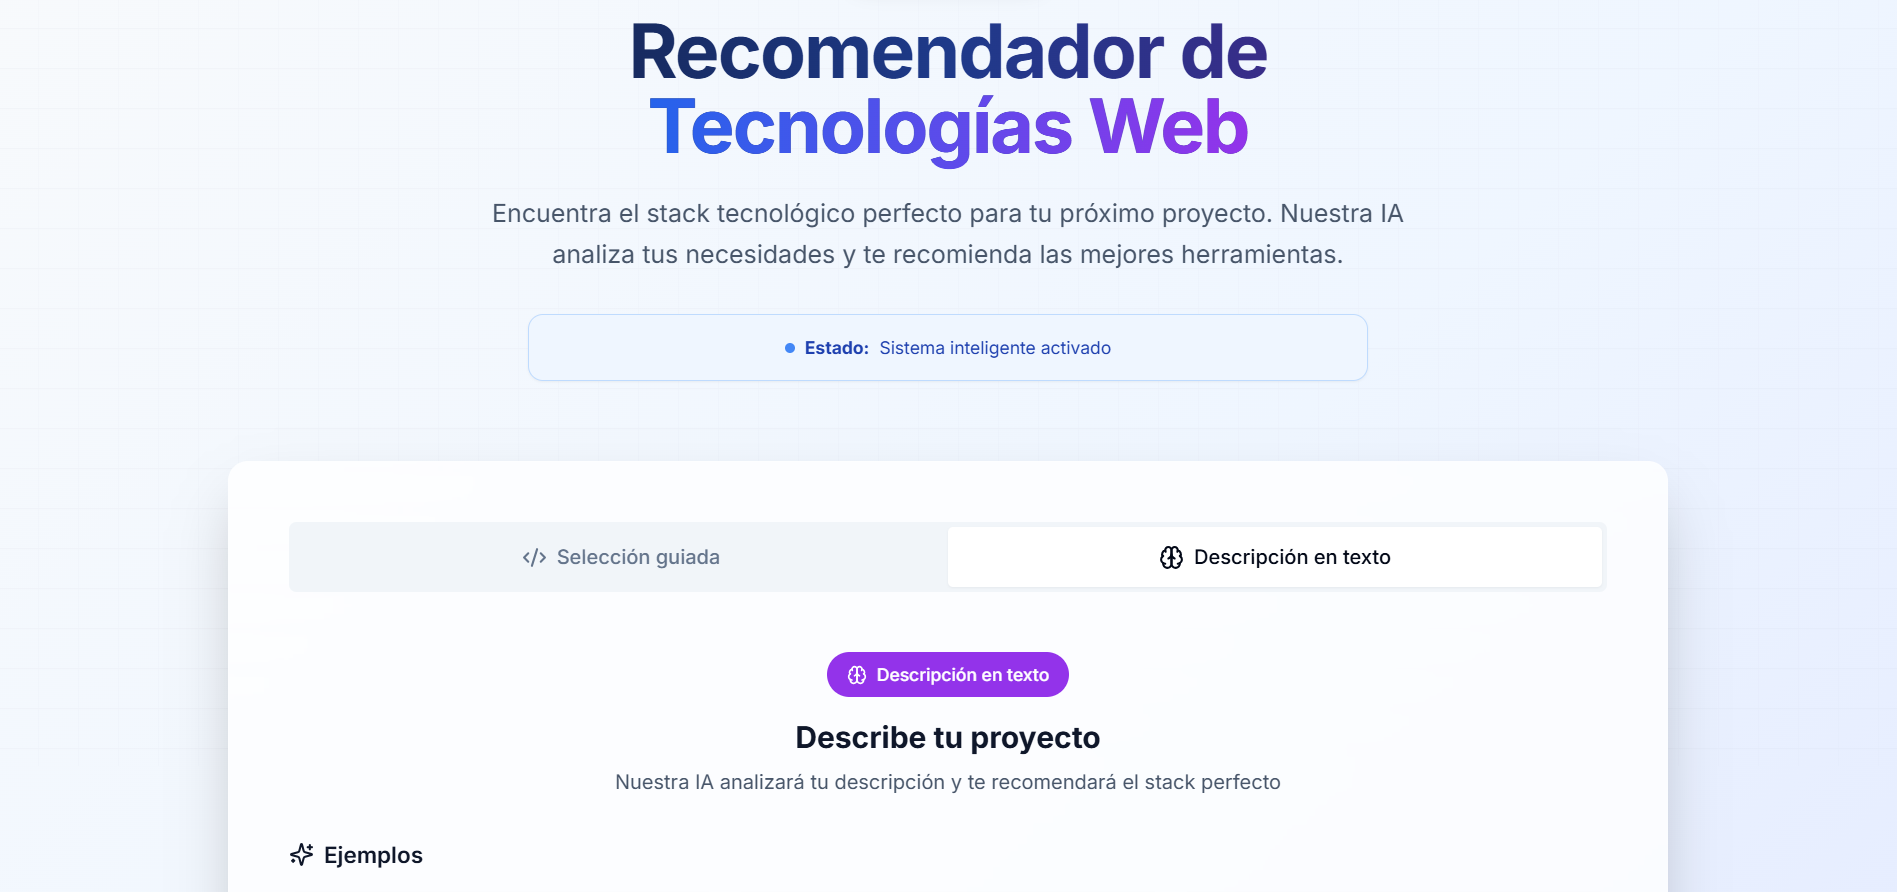 Recomendador de
Tecnologías Web
Encuentra el stack tecnológico perfecto para tu próximo proyecto. Nuestra IA
analiza tus necesidades y te recomienda las mejores herramientas.
Estado: Sistema inteligente activado
Selección guiada
Descripción en texto
Descripción en texto
Describe tu proyecto
Nuestra IA analizará tu descripción y te recomendará el stack perfecto
Ejemplos